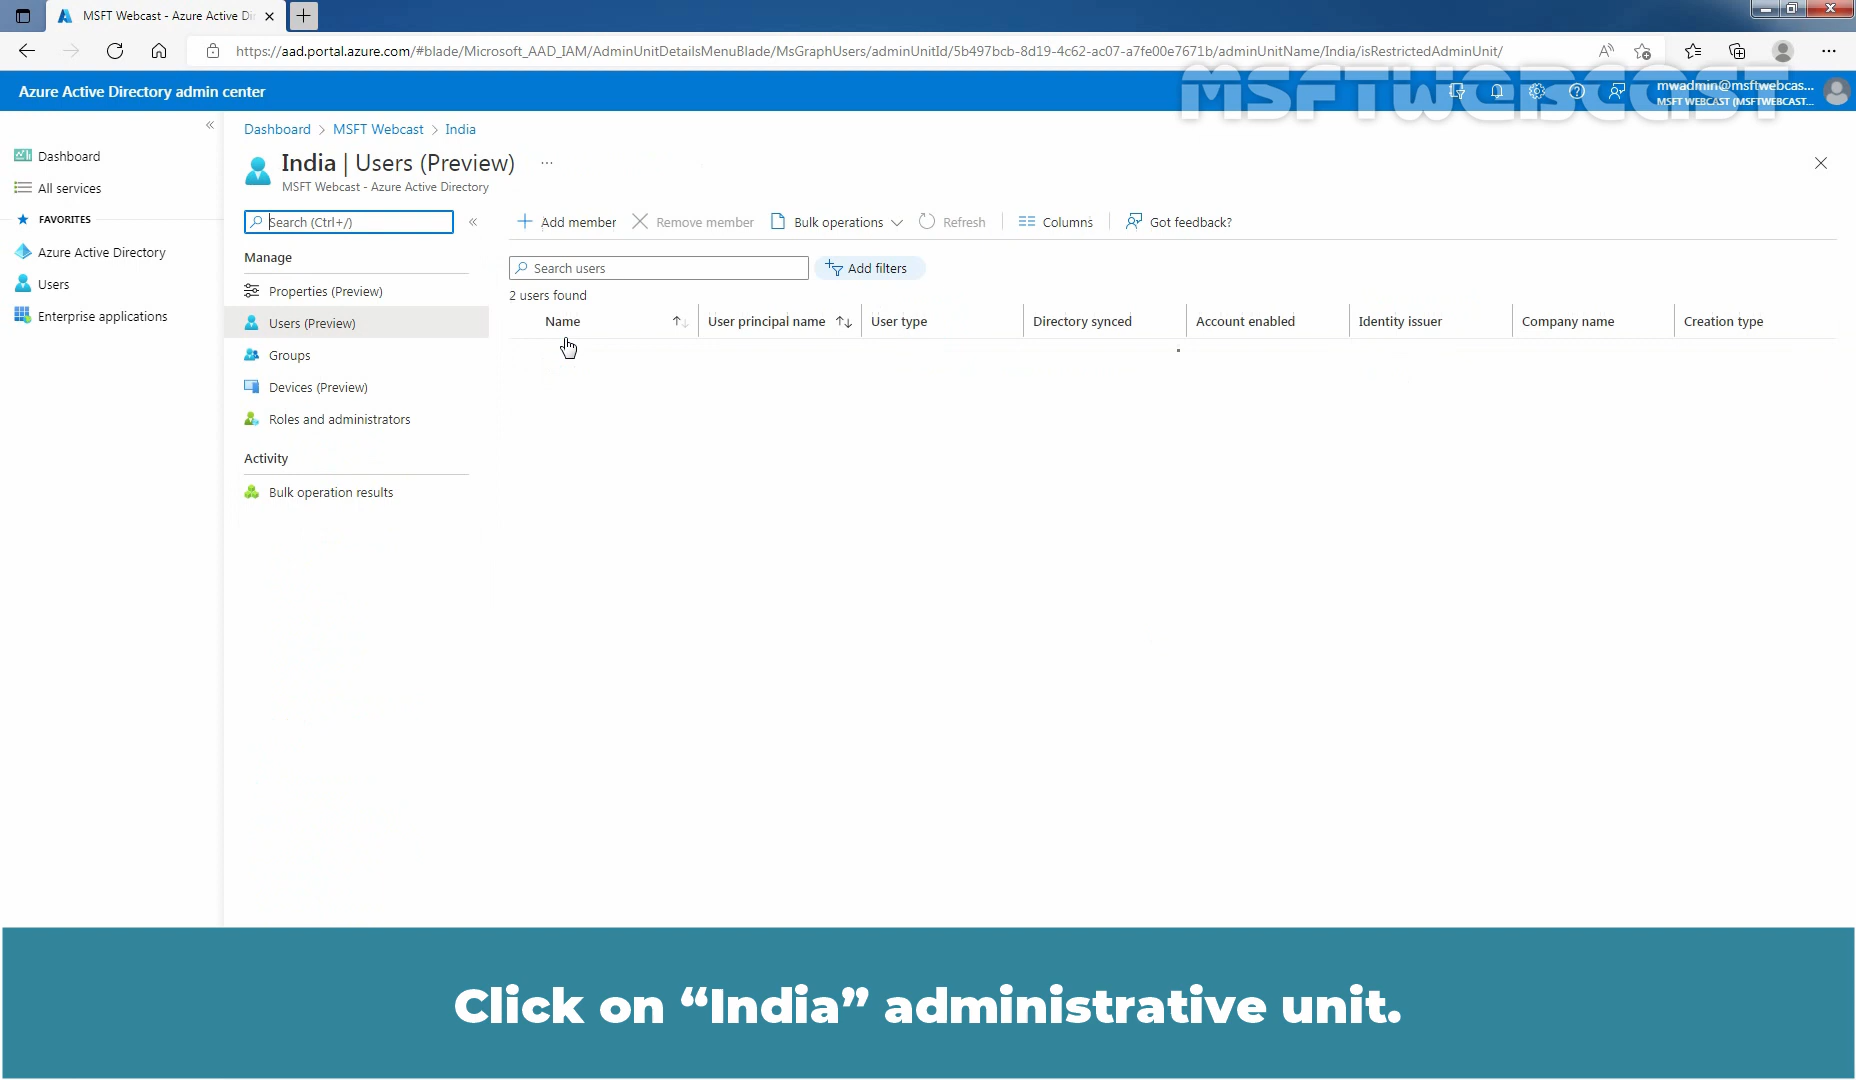 MSFT Webcast - Azure Active Di
https://aad.portal.azure.com/#blade/Microsoft_AAD_IAM/AdminUnitDetailsMenuBlade/MsGraphUsers/adminUnitId/5b497bcb-8d19-4c62-ac07-a7fe00e7671b/adminUnitName/India/isRestrictedAdminUnit/
MSFTWEBCAST
Azure Active Directory admin center
mwadmin@msftwebcas...
MSFT WEBCAST (MSFTWEBCAST....
Dashboard > MSFT Webcast > India
India | Users (Preview) ...
MSFT Webcast - Azure Active Directory
Dashboard
All services
FAVORITES
Azure Active Directory
Users
Enterprise applications
Search (Ctrl+/)
Manage
Properties (Preview)
Users (Preview)
Groups
Devices (Preview)
Roles and administrators
Activity
Bulk operation results
Add member Remove member Bulk operations Refresh Columns Got feedback?
Search users Add filters
2 users found
Name User principal name User type Directory synced Account enabled Identity issuer Company name Creation type
Click on “India” administrative unit.